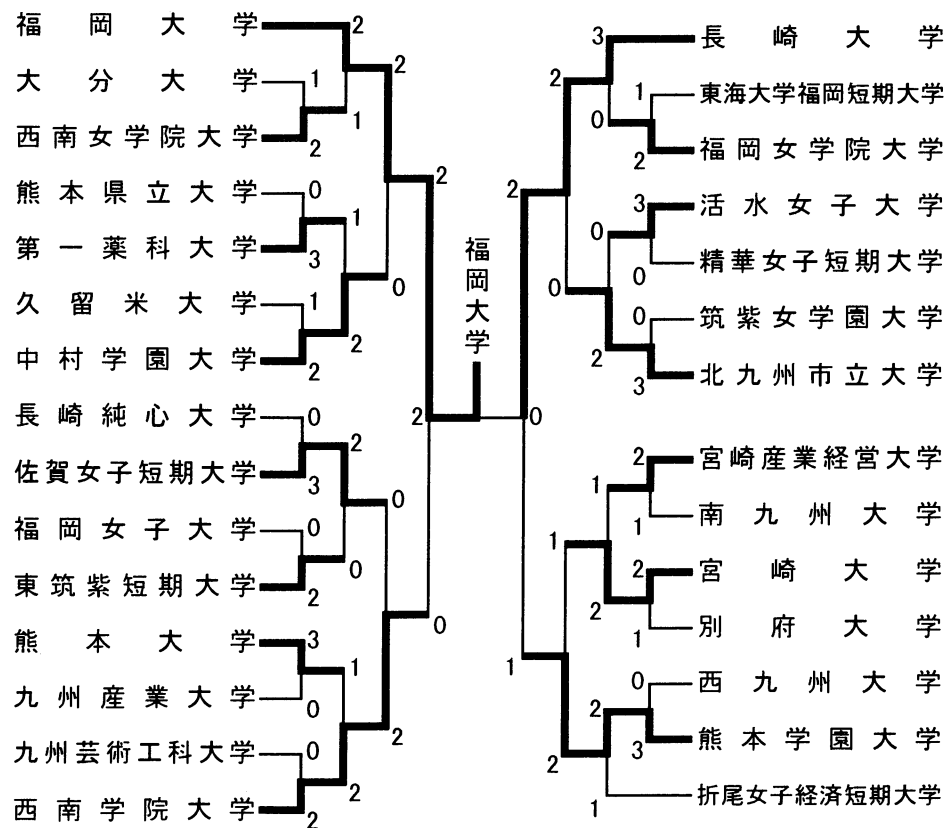 福岡大学 2
大分大学 1
西南女学院大学 2
熊本県立大学 0
第一薬科大学 3
久留米大学 1
中村学園大学 2
長崎純心大学 0
佐賀女子短期大学 3
福岡女子大学 0
東筑紫短期大学 2
熊本大学 3
九州産業大学 0
九州芸術工科大学 0
西南学院大学 2
2
1
1
2
2
0
1
2
2
0
0
2
2
0
2
福岡大学
0
2
1
2
0
1
2
3
0
0
2
1
2
2
1
3 長崎大学
1 東海大学福岡短期大学
2 福岡女学院大学
3 活水女子大学
0 精華女子短期大学
0 筑紫女学園大学
3 北九州市立大学
2 宮崎産業経営大学
1 南九州大学
2 宮崎大学
1 別府大学
0 西九州大学
3 熊本学園大学
折尾女子経済短期大学